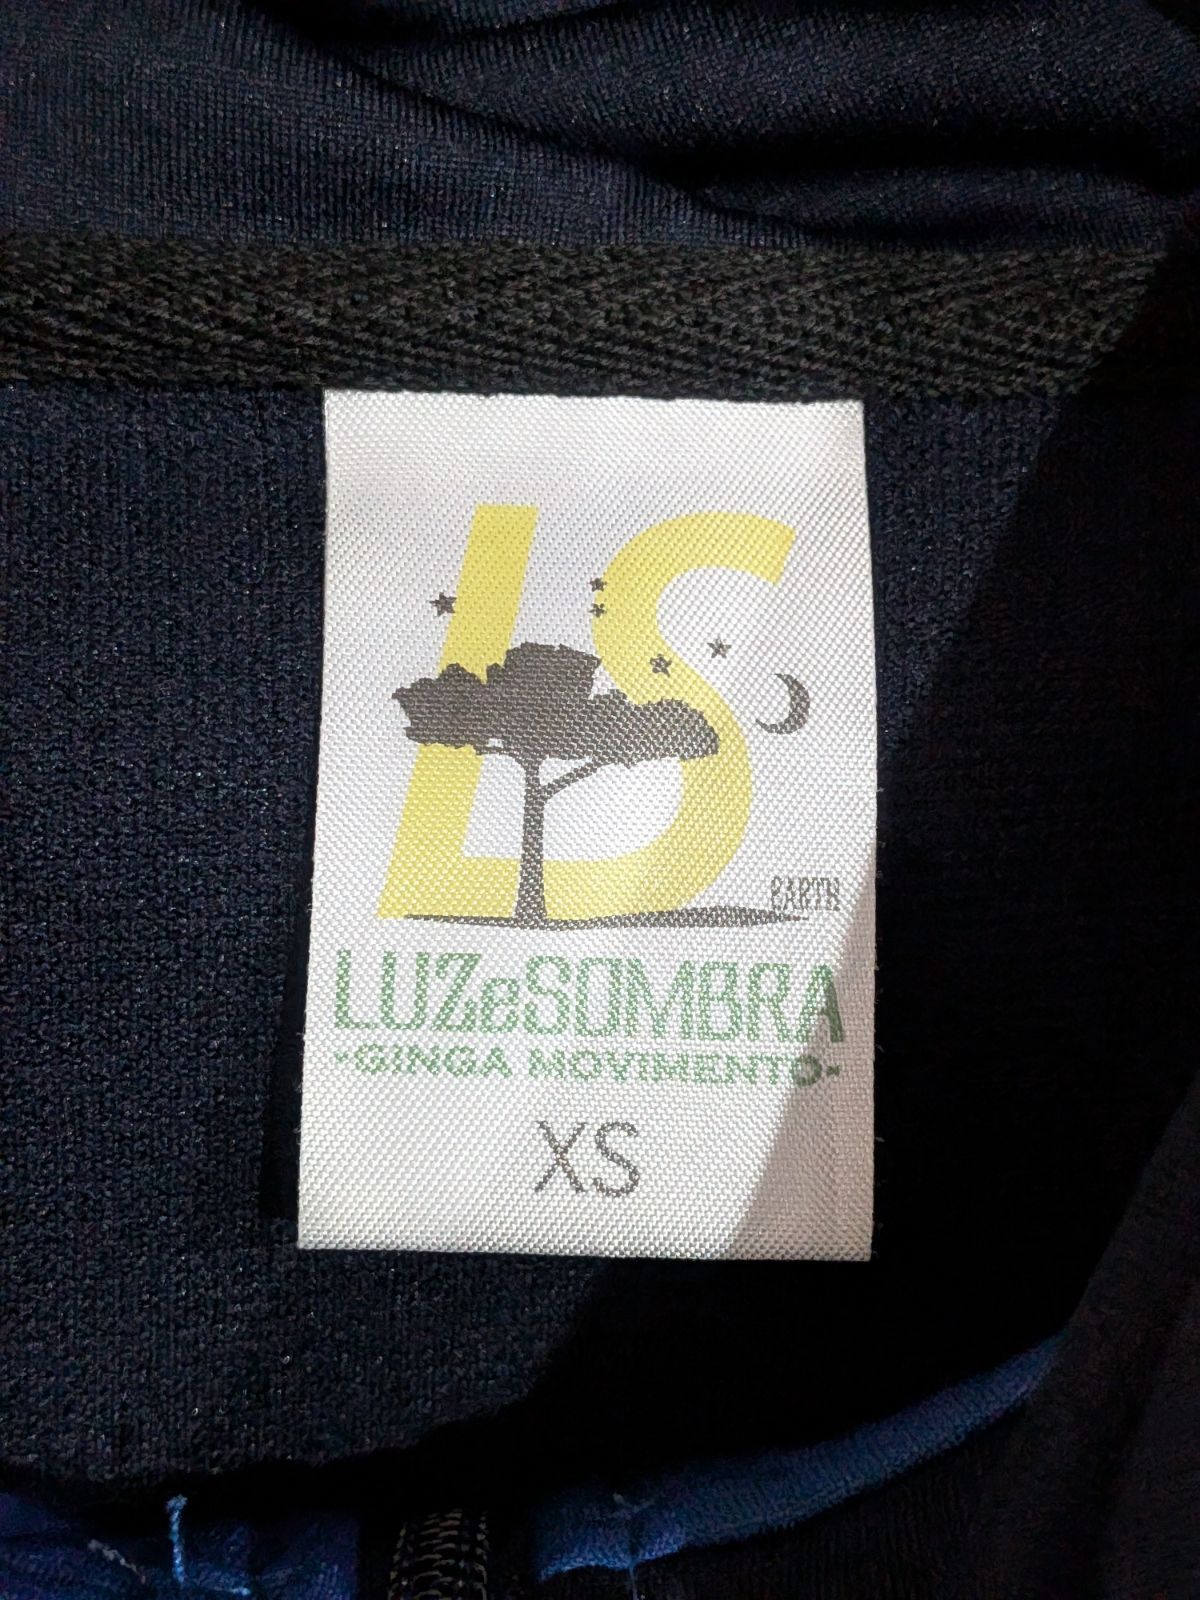 LS
EARTH
LUZeSOMBRA
-GINGA MOVIMENTO-
XS